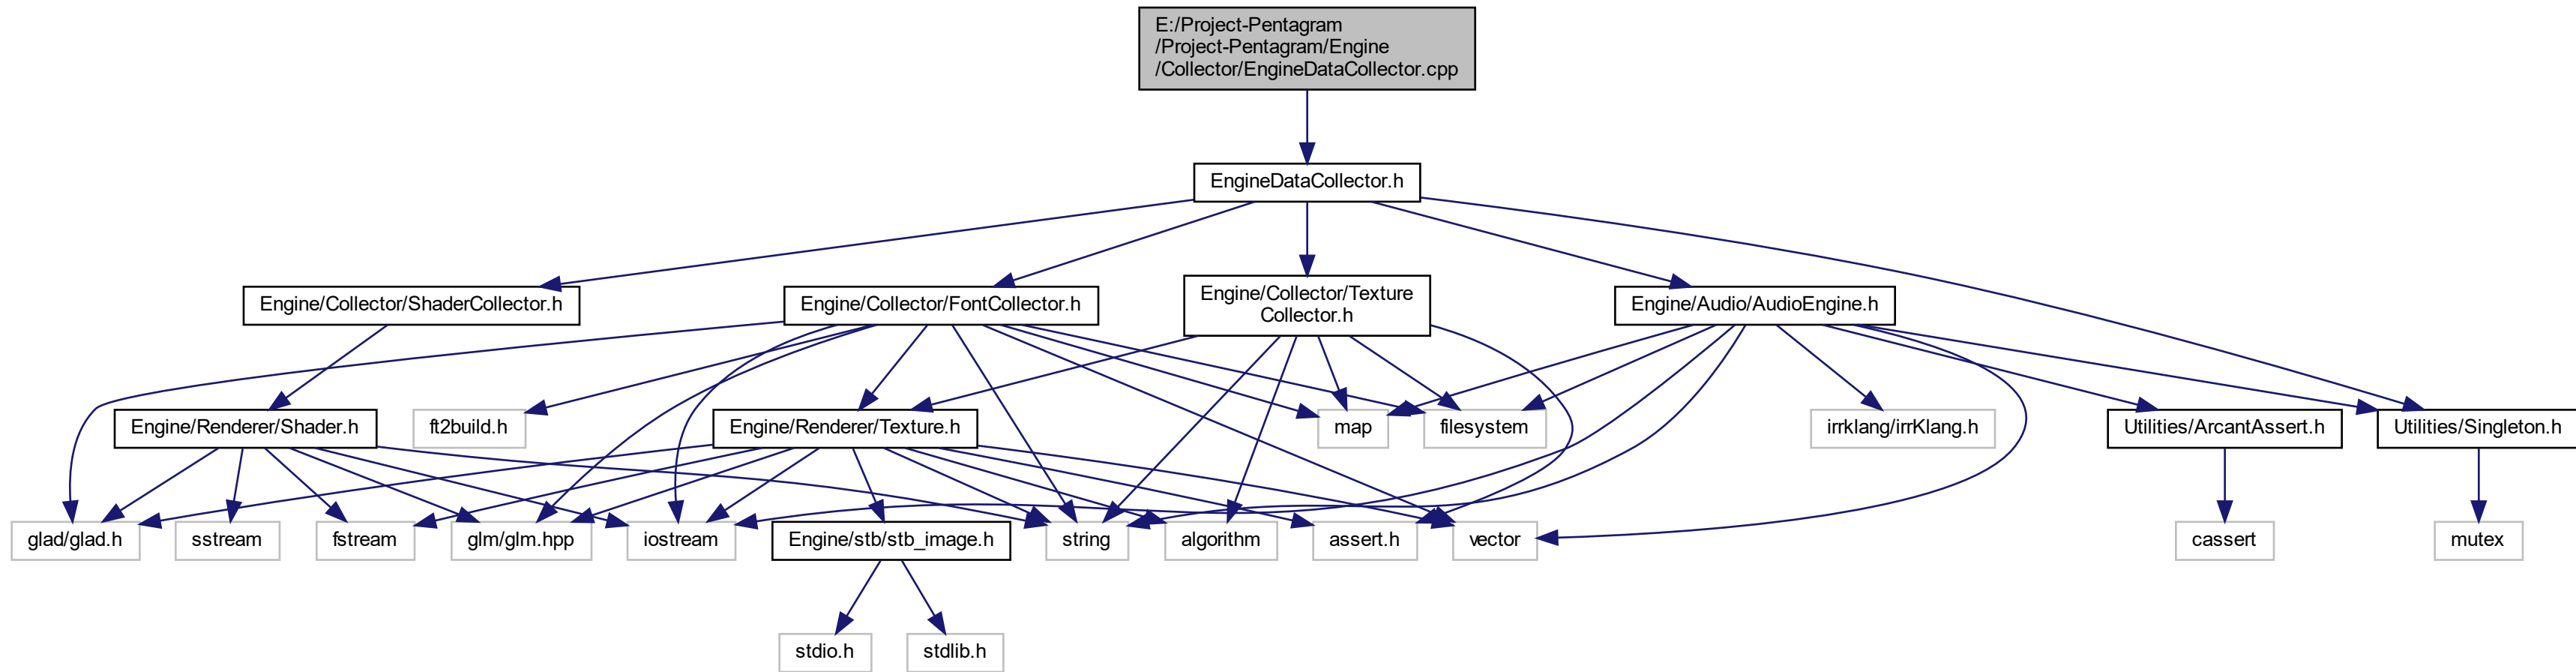 E:/Project-Pentagram
/Project-Pentagram/Engine
/Collector/EngineDataCollector.cpp
EngineDataCollector.h
Engine/Collector/ShaderCollector.h
Engine/Collector/FontCollector.h
Engine/Collector/Texture
Collector.h
Engine/Audio/AudioEngine.h
Engine/Renderer/Shader.h
ft2build.h
Engine/Renderer/Texture.h
map
filesystem
irrklang/irrKlang.h
Utilities/ArcantAssert.h
Utilities/Singleton.h
glad/glad.h
sstream
fstream
glm/glm.hpp
iostream
Engine/stb/stb_image.h
string
algorithm
assert.h
vector
cassert
mutex
stdio.h
stdlib.h